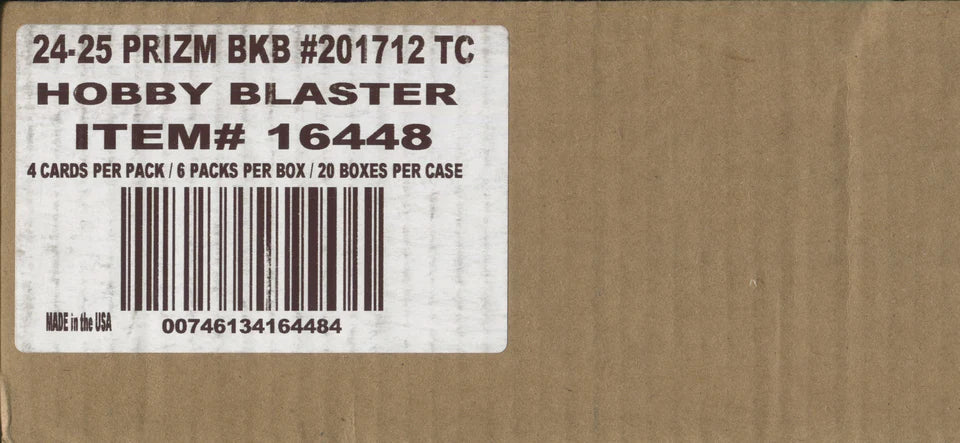 24-25 PRIZM BKB #201712 TC
HOBBY BLASTER
ITEM# 16448
4 CARDS PER PACK / 6 PACKS PER BOX / 20 BOXES PER CASE
MADE in the USA
00746134164484